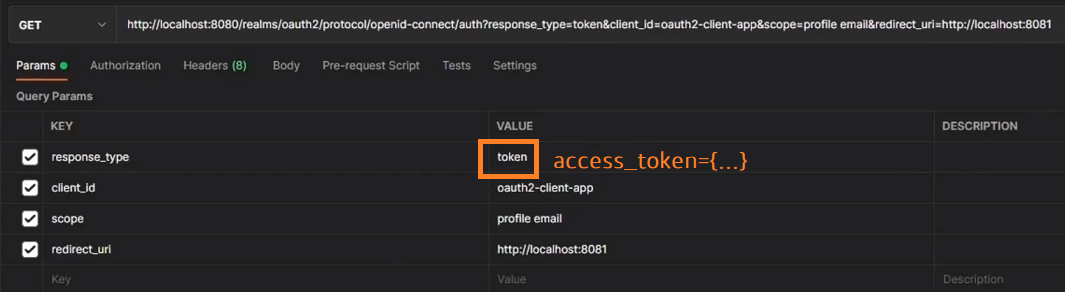 GET http://localhost:8080/realms/oauth2/protocol/openid-connect/auth?response_type=token&client_id=oauth2-client-app&scope=profile email&redirect_uri=http://localhost:8081
Params Authorization Headers (8) Body Pre-request Script Tests Settings
Query Params
KEY VALUE DESCRIPTION
response_type token access_token={...}
client_id oauth2-client-app
scope profile email
redirect_uri http://localhost:8081
Key Value Description